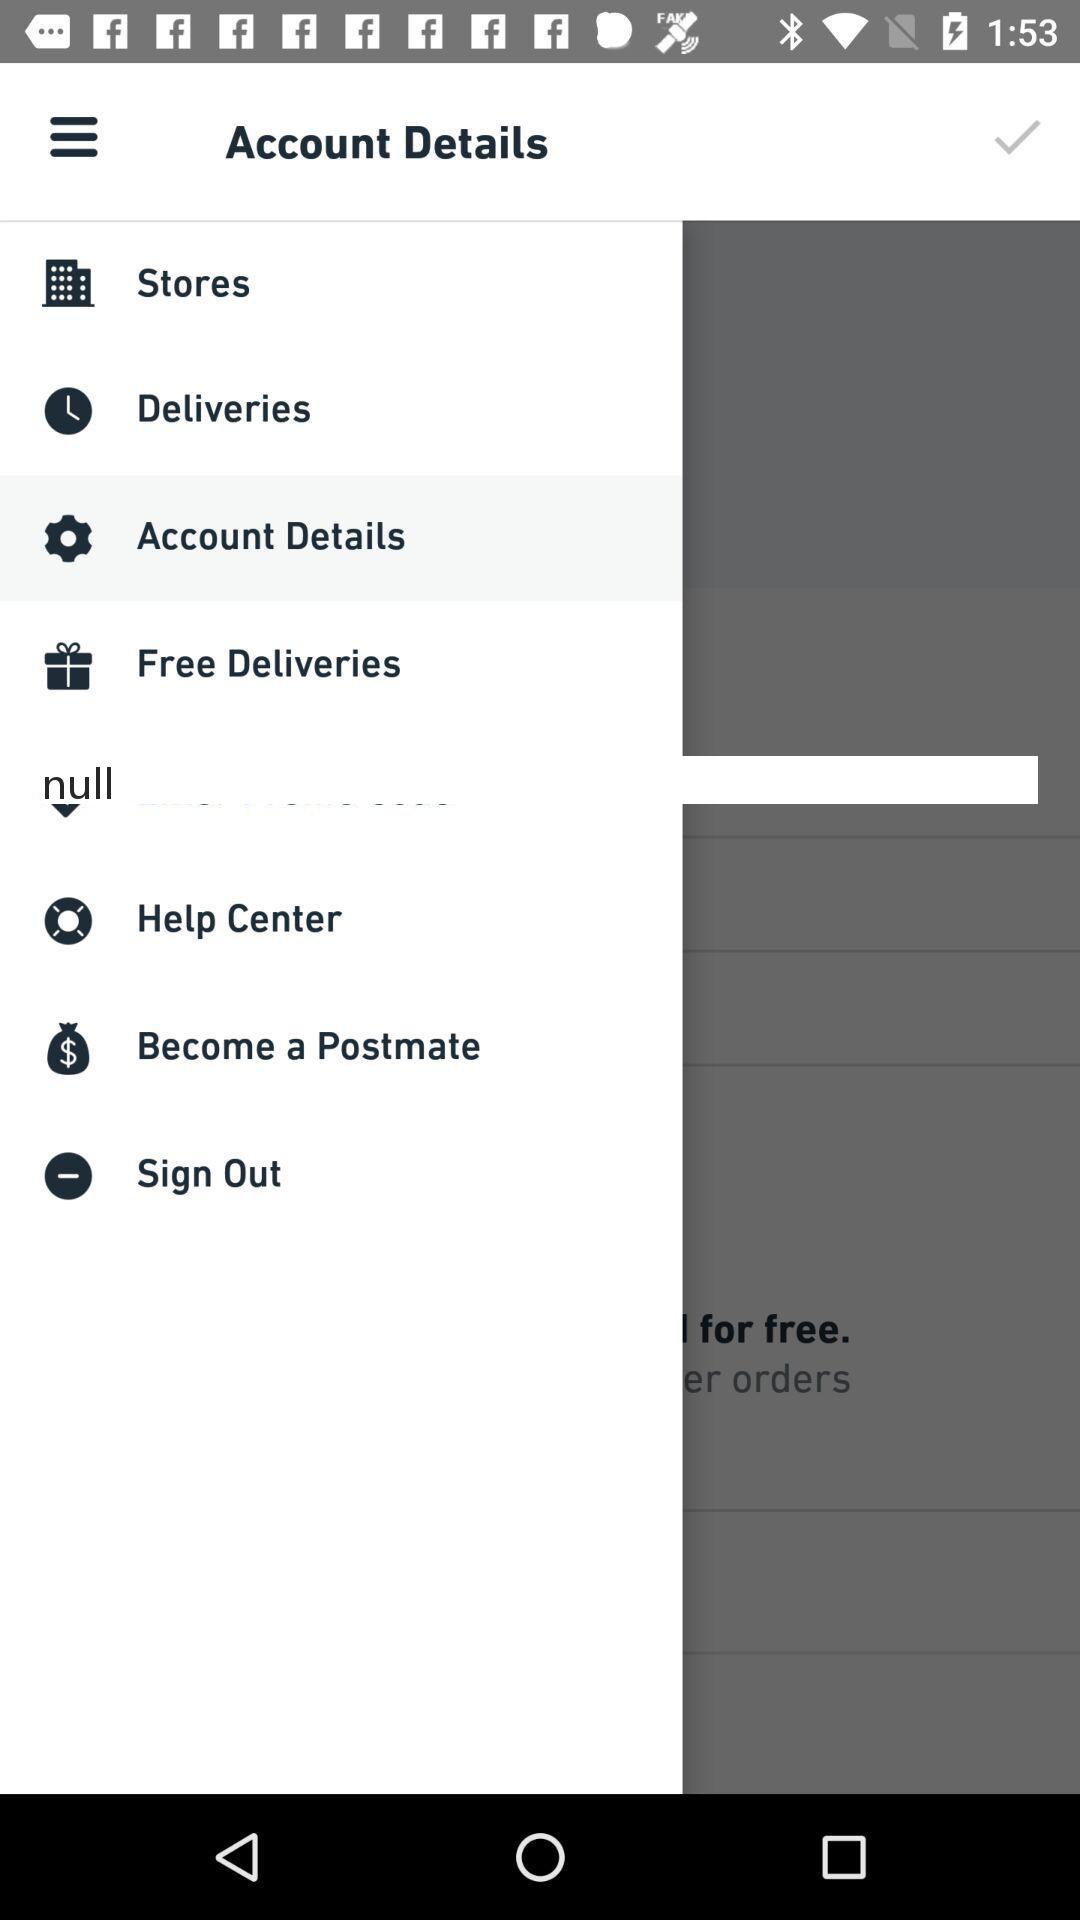 FAKE
1:53
Account Details
Stores
Deliveries
Account Details
Free Deliveries
null
Help Center
Become a Postmate
Sign Out
for free.
er orders